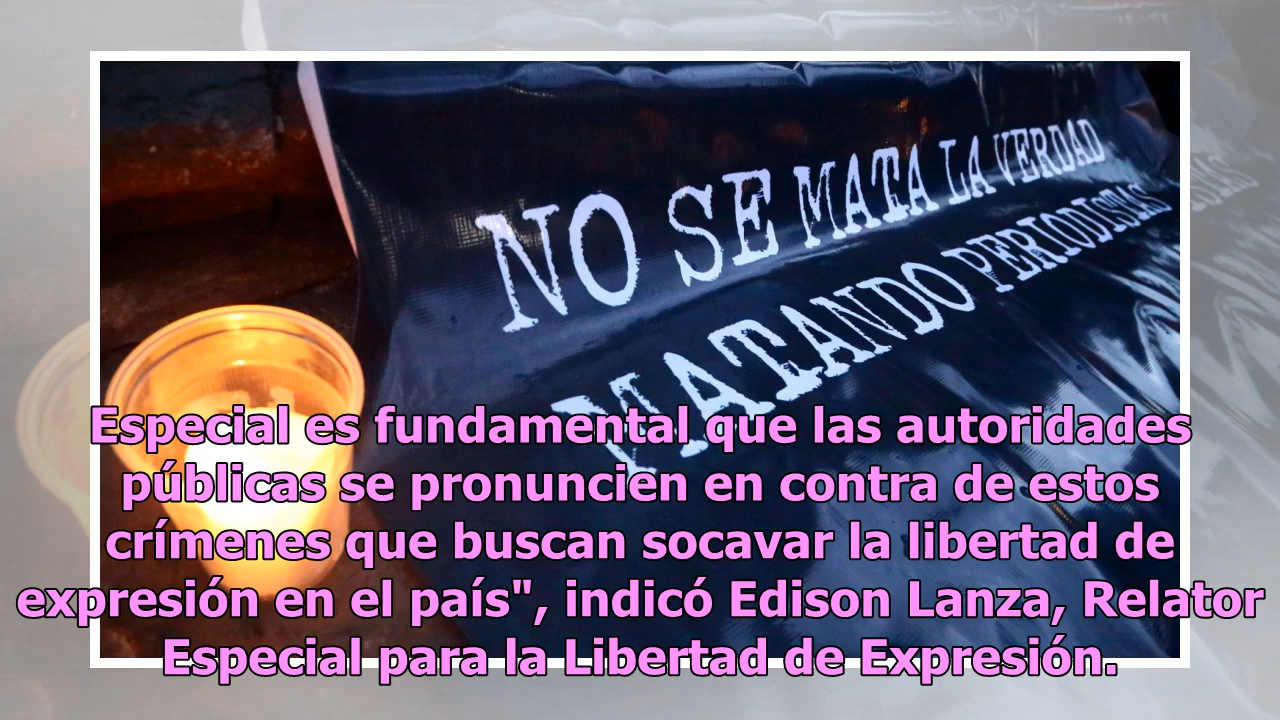 NO SE MATA LA VERDAD
MATANDO PERIODISTAS
Especial es fundamental que las autoridades
públicas se pronuncien en contra de estos
crímenes que buscan socavar la libertad de
expresión en el país", indicó Edison Lanza, Relator
Especial para la Libertad de Expresión.